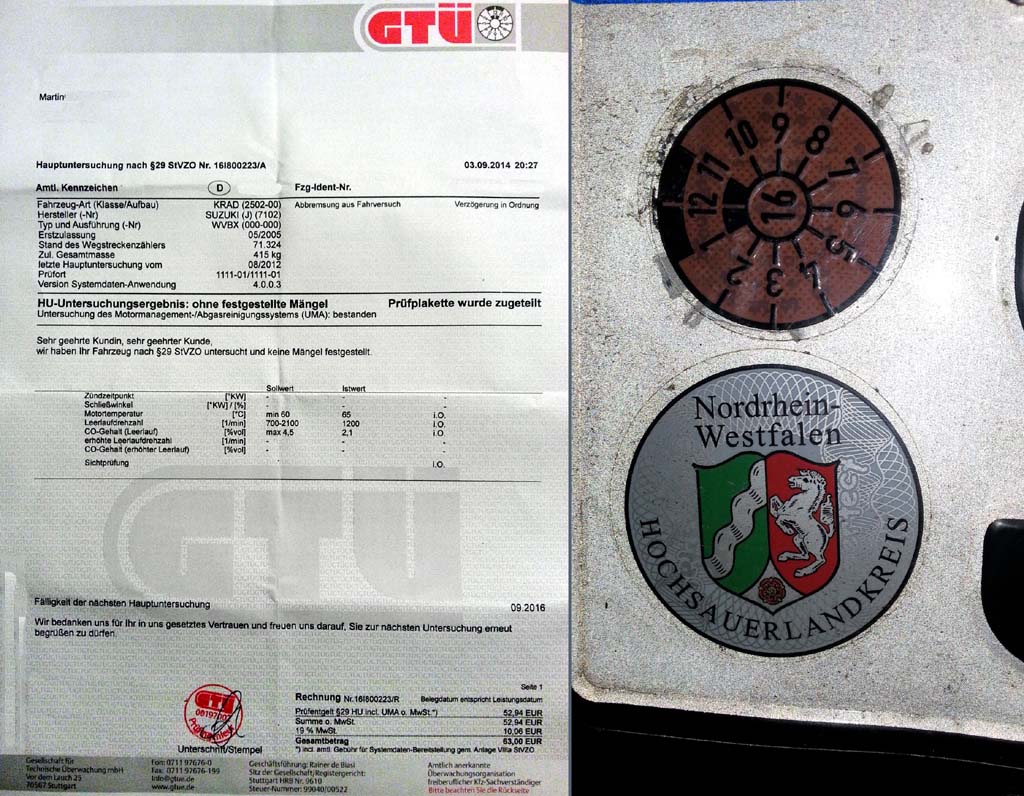 GTÜ
Martin
Hauptuntersuchung nach §29 StVZO Nr. 16I800223/A 03.09.2014 20:27
Amtl. Kennzeichen D Fzg-Ident-Nr.
Fahrzeug-Art (Klasse/Aufbau) KRAD (2502-00) Abbremsung aus Fahrversuch Verzögerung in Ordnung
Hersteller (-Nr) SUZUKI (J) (7102)
Typ und Ausführung (-Nr) WVBX (000-000)
Erstzulassung 05/2005
Stand des Wegstreckenzählers 71.324
Zul. Gesamtmasse 415 kg
letzte Hauptuntersuchung vom 08/2012
Prüfort 1111-01/1111-01
Version Systemdaten-Anwendung 4.0.0.3
HU-Untersuchungsergebnis: ohne festgestellte Mängel Prüfplakette wurde zugeteilt
Untersuchung des Motormanagement-/Abgasreinigungssystems (UMA): bestanden
Sehr geehrte Kundin, sehr geehrter Kunde,
wir haben Ihr Fahrzeug nach §29 StVZO untersucht und keine Mängel festgestellt.
Sollwert Istwert
Zündzeitpunkt [°KW] - - -
Schließwinkel [°KW] / [%] - - -
Motortemperatur [°C] min 60 65 i.O.
Leerlaufdrehzahl [1/min] 700-2100 1200 i.O.
CO-Gehalt (Leerlauf) [%vol] max 4,5 2,1 i.O.
erhöhte Leerlaufdrehzahl [1/min] - - -
CO-Gehalt (erhöhter Leerlauf) [%vol] - - -
Sichtprüfung i.O.
GTÜ
Fälligkeit der nächsten Hauptuntersuchung 09.2016
Wir bedanken uns für Ihr in uns gesetztes Vertrauen und freuen uns darauf, Sie zur nächsten Untersuchung erneut
begrüßen zu dürfen.
Seite 1
Rechnung Nr.16I800223/R Belegdatum entspricht Leistungsdatum
Prüfentgelt §29 HU incl. UMA o. MwSt.*) 52,94 EUR
Summe o. MwSt. 52,94 EUR
19 % MwSt. 10,06 EUR
Gesamtbetrag 63,00 EUR
*) incl. amtl. Gebühr für Systemdaten-Bereitstellung gem. Anlage VIIIa StVZO
GTÜ
Unterschrift/Stempel
Gesellschaft für
Technische Überwachung mbH
Vor dem Lauch 25
70567 Stuttgart
Fon: 0711 97676-0
Fax: 0711 97676-199
info@gtue.de
www.gtue.de
Geschäftsführung: Rainer de Biasi
Sitz der Gesellschaft/Registergericht:
Stuttgart HRB Nr. 9610
Steuer-Nummer: 99040/00522
Amtlich anerkannte
Überwachungsorganisation
freiberuflicher Kfz-Sachverständiger
Bitte beachten Sie die Rückseite
9
10 8
11 7
12 16 6
1 5
2 4
3
Nordrhein-
Westfalen
HOCHSAUERLANDKREIS